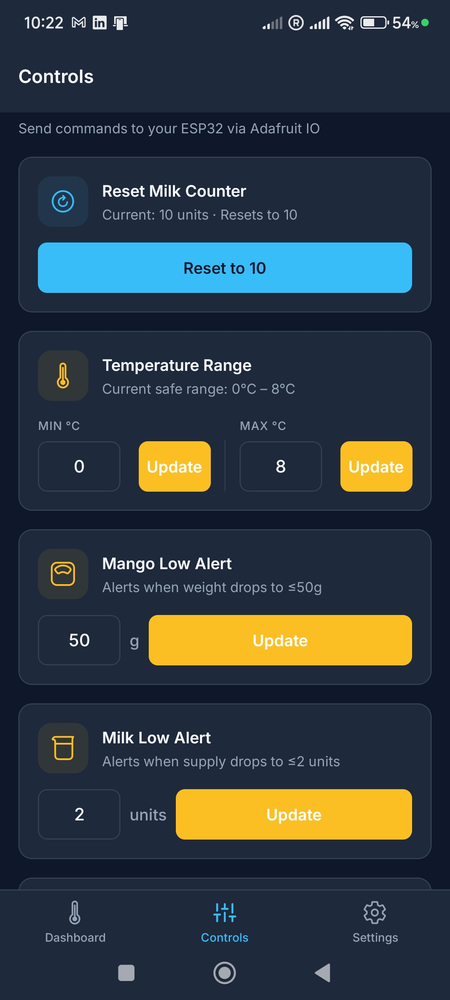 10:22
in
R
54%
Controls
Send commands to your ESP32 via Adafruit IO
Reset Milk Counter
Current: 10 units · Resets to 10
Reset to 10
Temperature Range
Current safe range: 0°C – 8°C
MIN °C
MAX °C
0
Update
8
Update
Mango Low Alert
Alerts when weight drops to ≤50g
50
g
Update
Milk Low Alert
Alerts when supply drops to ≤2 units
2
units
Update
Dashboard
Controls
Settings